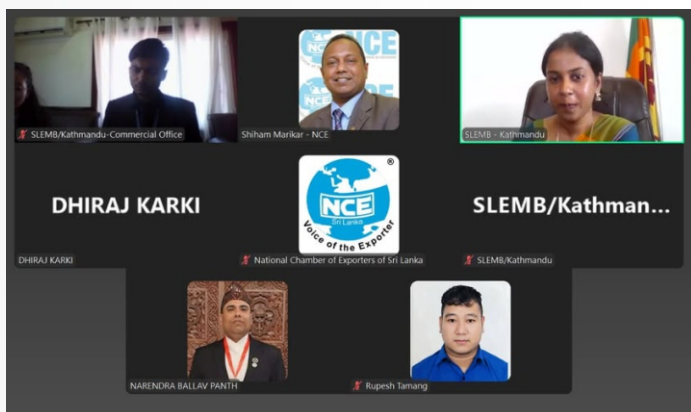 SLEMB/Kathmandu-Commercial Office
NCE
Shiham Marikar - NCE
SLEMB - Kathmandu
DHIRAJ KARKI
DHIRAJ KARKI
®
NCE
Sri Lanka
Voice of the Exporter
National Chamber of Exporters of Sri Lanka
SLEMB/Kathman...
SLEMB/Kathmandu
NARENDRA BALLAV PANTH
Rupesh Tamang